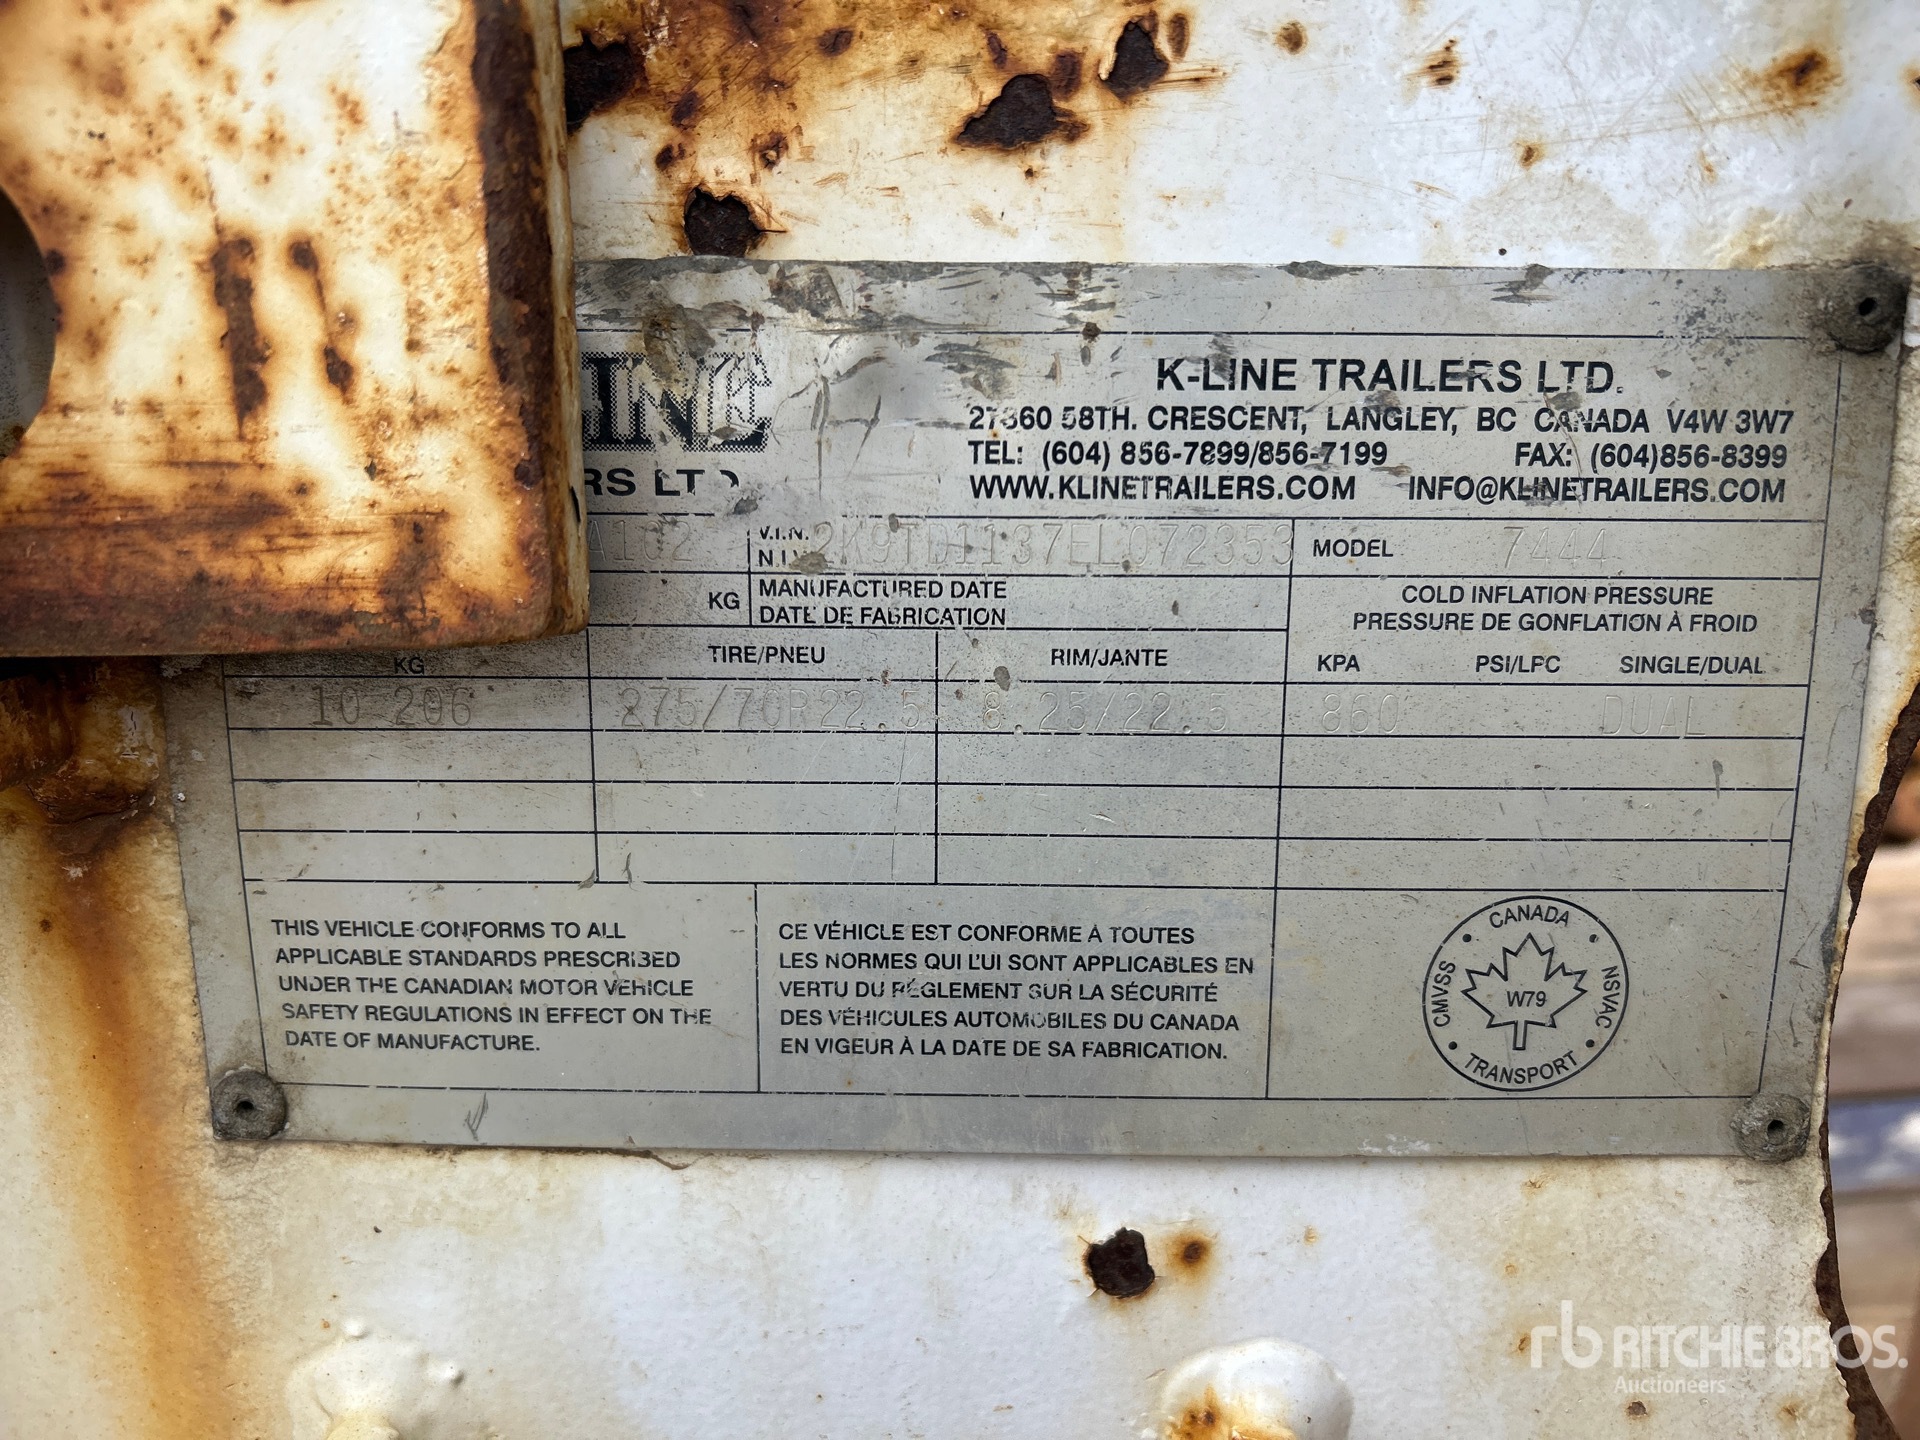 K-LINE TRAILERS LTD.
27360 58TH. CRESCENT, LANGLEY, BC CANADA V4W 3W7
TEL: (604) 856-7899/856-7199 FAX: (604)856-8399
WWW.KLINETRAILERS.COM INFO@KLINETRAILERS.COM
LINE
RS LTD.
A102 V.I.N. 2K9TD1137EL072353 MODEL 7444
N.I.V.
KG MANUFACTURED DATE
DATE DE FABRICATION
COLD INFLATION PRESSURE
PRESSURE DE GONFLATION À FROID
KG TIRE/PNEU RIM/JANTE KPA PSI/LPC SINGLE/DUAL
10 206 275/70R22.5 8.25/22.5 860 DUAL
THIS VEHICLE CONFORMS TO ALL
APPLICABLE STANDARDS PRESCRIBED
UNDER THE CANADIAN MOTOR VEHICLE
SAFETY REGULATIONS IN EFFECT ON THE
DATE OF MANUFACTURE.
CE VÉHICLE EST CONFORME À TOUTES
LES NORMES QUI L'UI SONT APPLICABLES EN
VERTU DU RÉGLEMENT SUR LA SÉCURITÉ
DES VÉHICULES AUTOMOBILES DU CANADA
EN VIGEUR À LA DATE DE SA FABRICATION.
CANADA
CMVSS W79 NSVAC
TRANSPORT
rb RITCHIE BROS.
Auctioneers